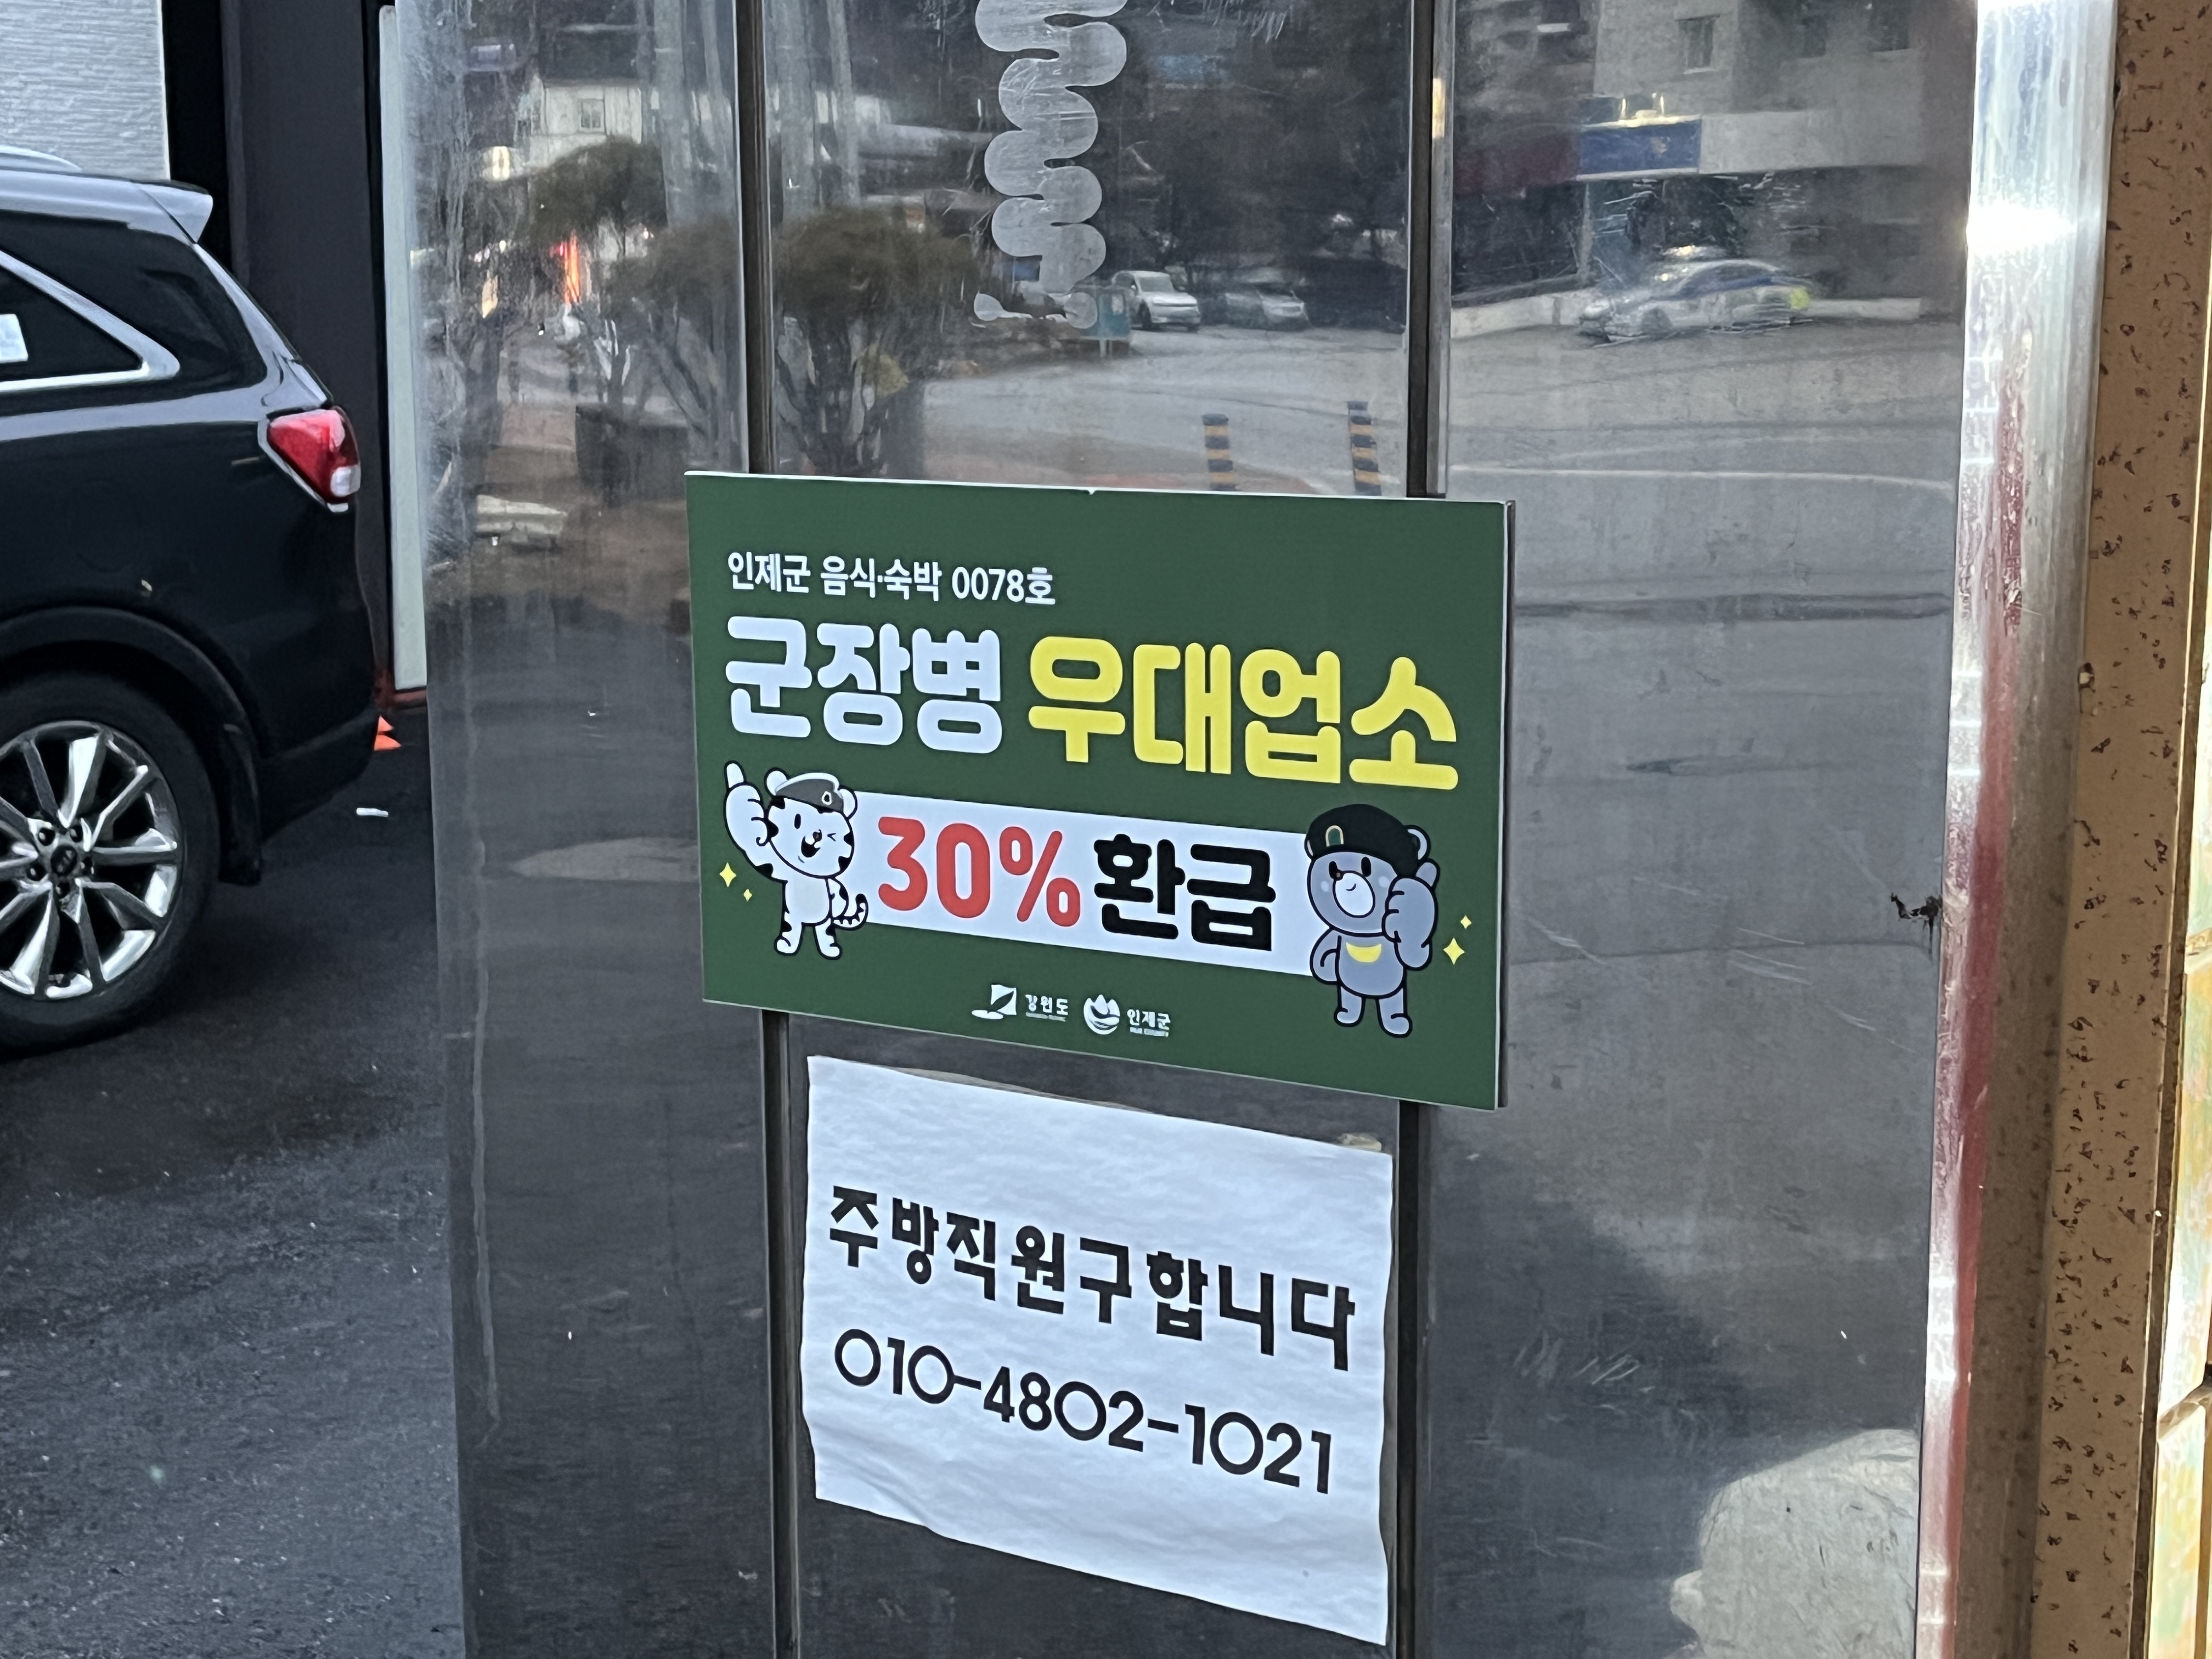 인제군 음식·숙박 0078호
군장병 우대업소
30% 환급
강원도 인제군
주방직원구합니다
010-4802-1021